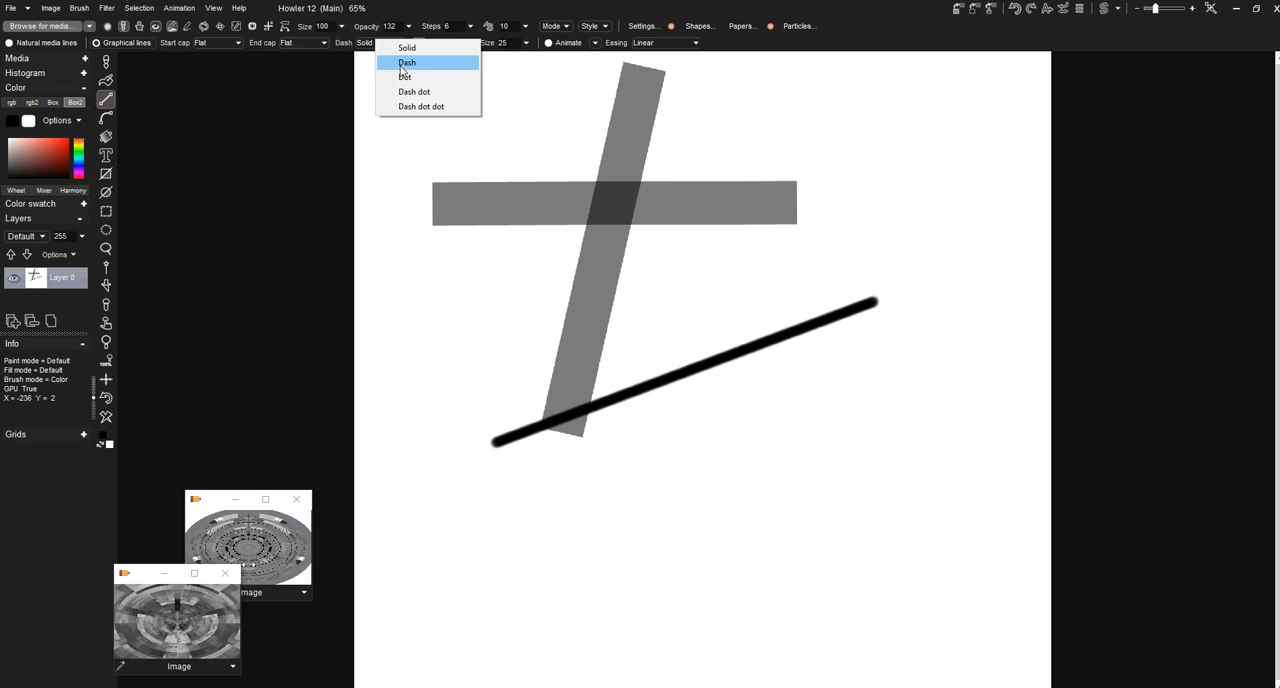 File Image Brush Filter Selection Animation View Help Howler 12 (Main) 65%
Browse for media... Size 100 Opacity 132 Steps 6 10 Mode Style Settings... Shapes... Papers... Particles...
Natural media lines Graphical lines Start cap Flat End cap Flat Dash Solid Size 25 Animate Easing Linear
Solid
Dash
Dot
Dash dot
Dash dot dot
Media +
Histogram +
Color -
rgb rgb2 Box Box2
Options
Wheel Mixer Harmony
Color swatch +
Layers -
Default 255
Options
Layer 0
Info -
Paint mode = Default
Fill mode = Default
Brush mode = Color
GPU True
X= -236 Y = 2
Grids +
100%
mage
Image